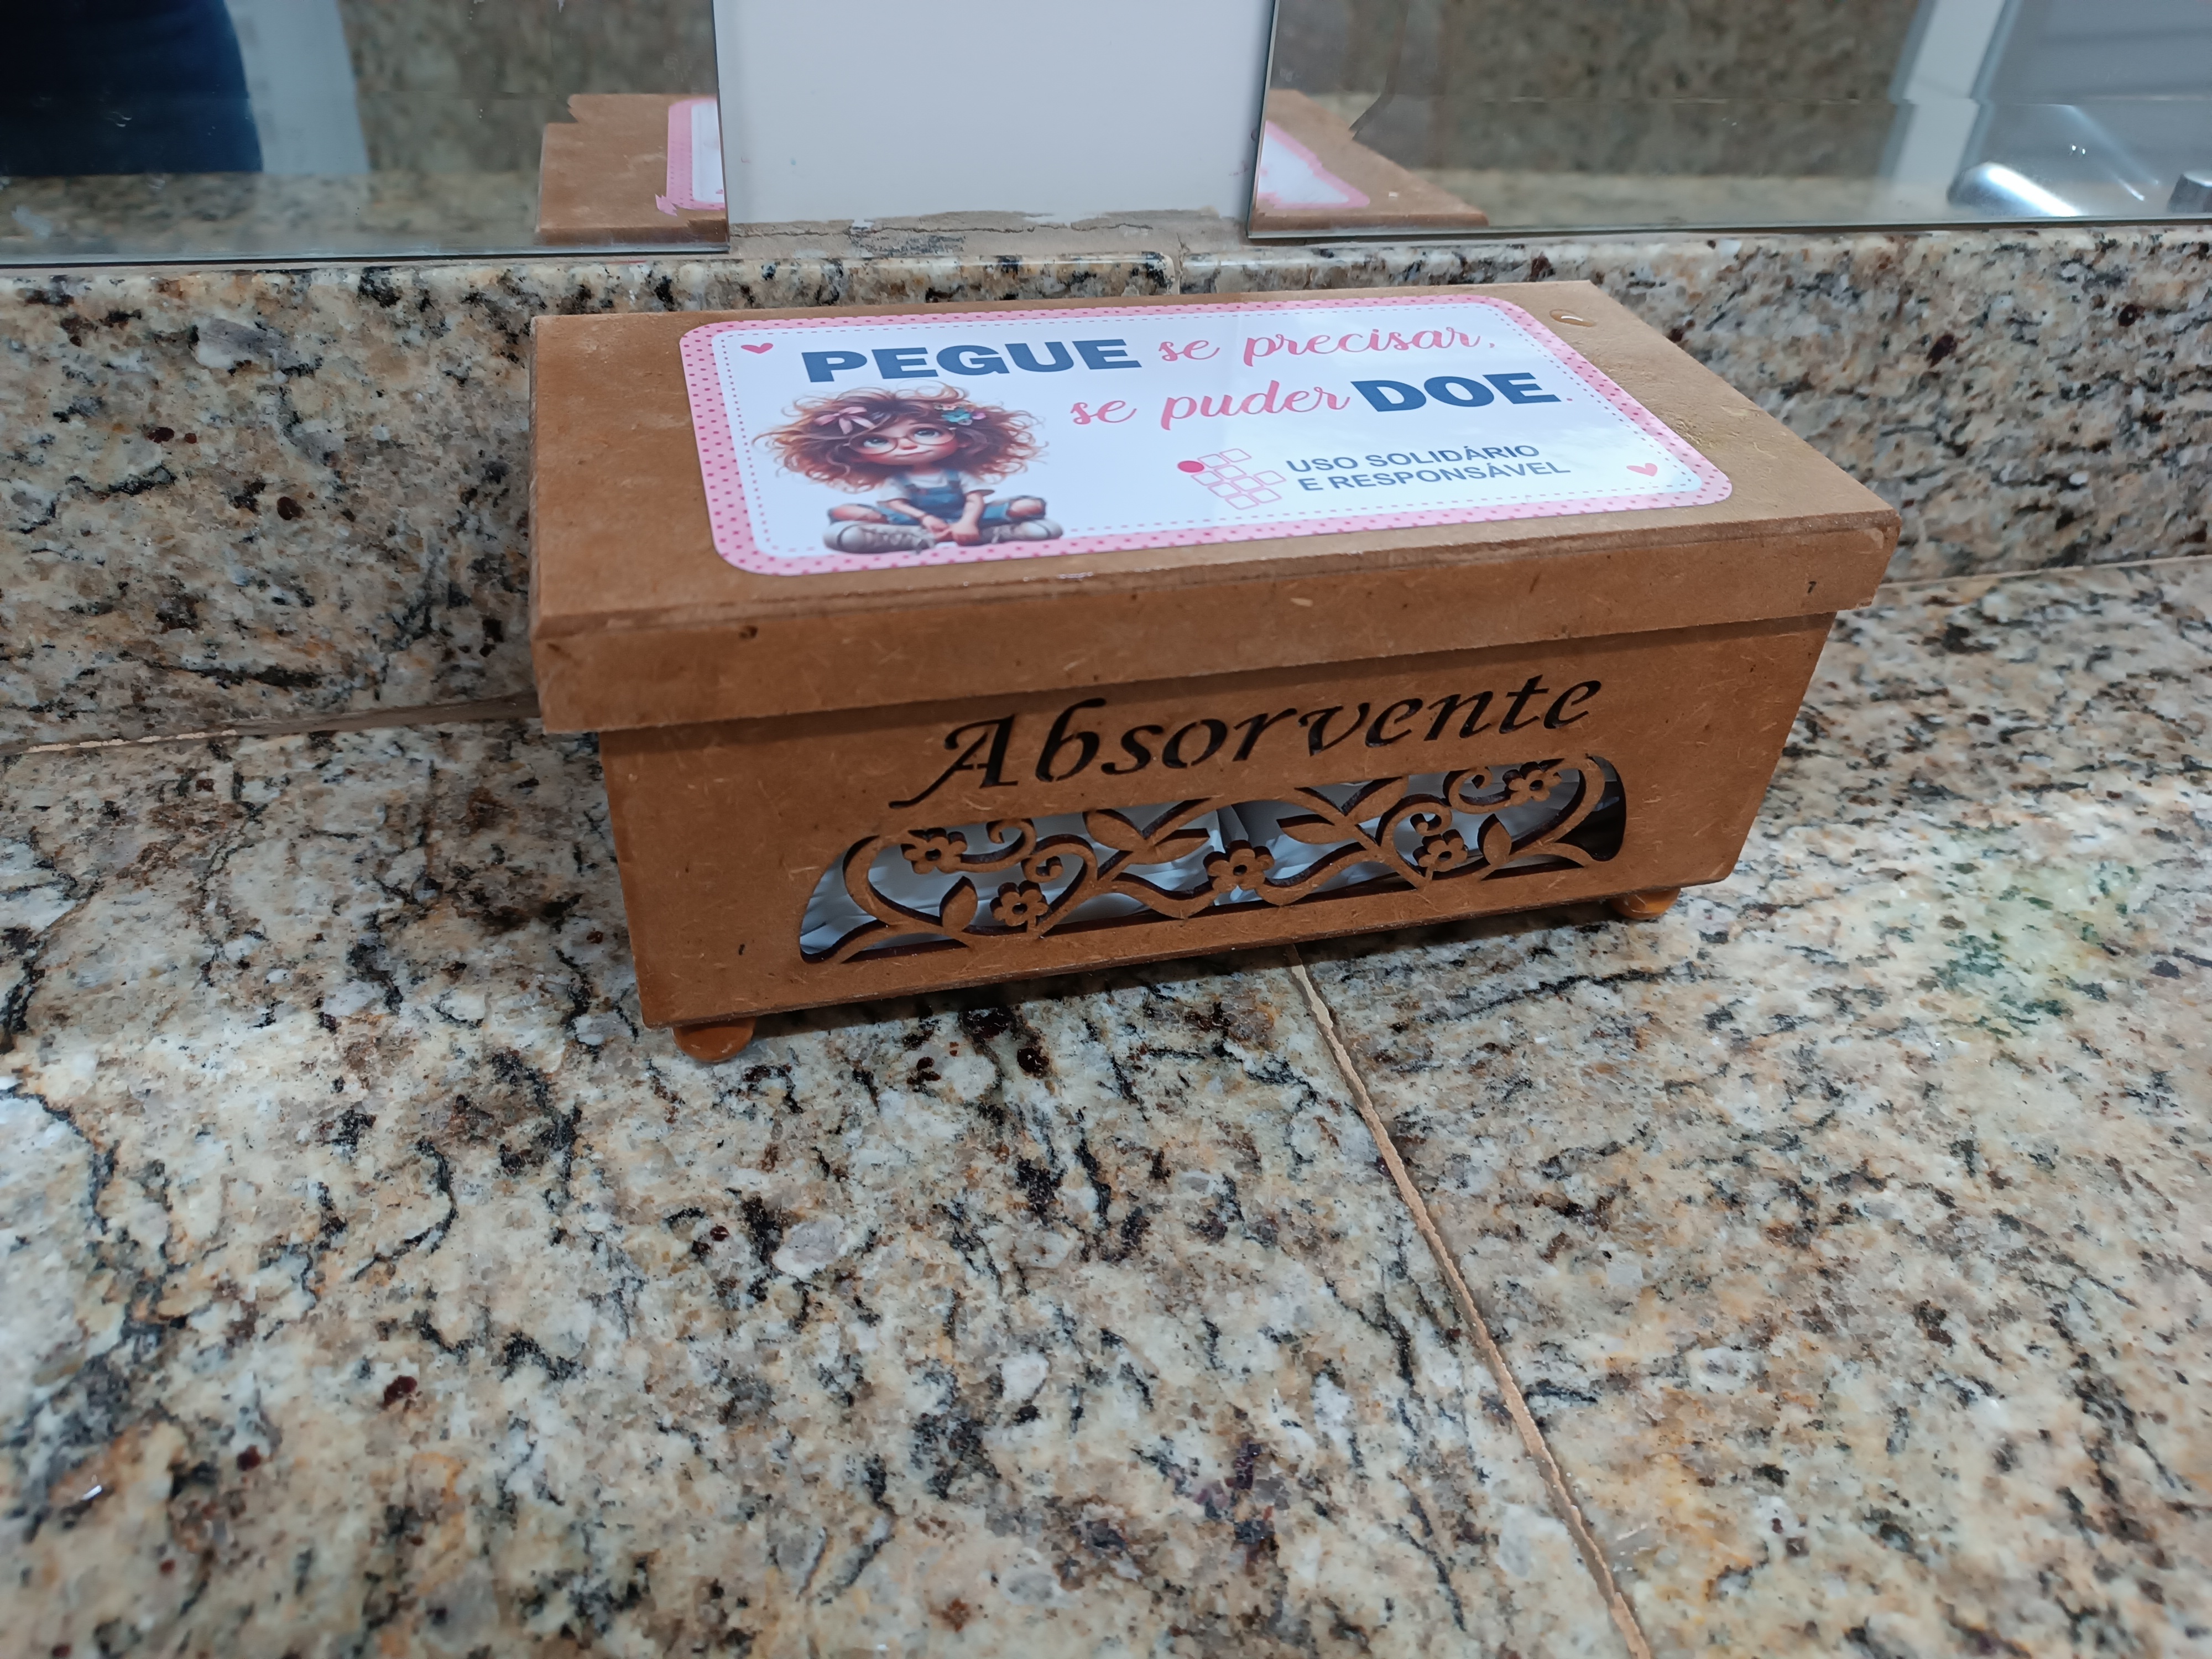 PEGUE se precisar,
se puder DOE.
USO SOLIDÁRIO
E RESPONSÁVEL
Absorvente